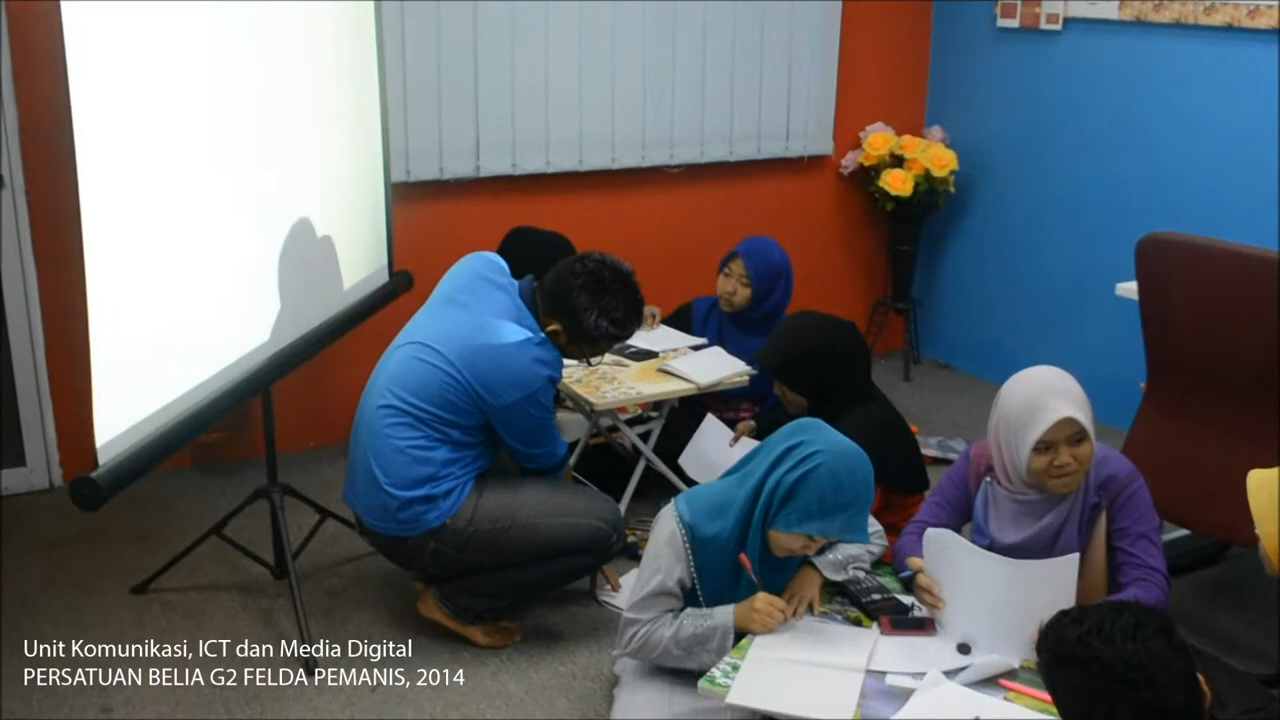 Unit Komunikasi, ICT dan Media Digital
PERSATUAN BELIA G2 FELDA PEMANIS, 2014